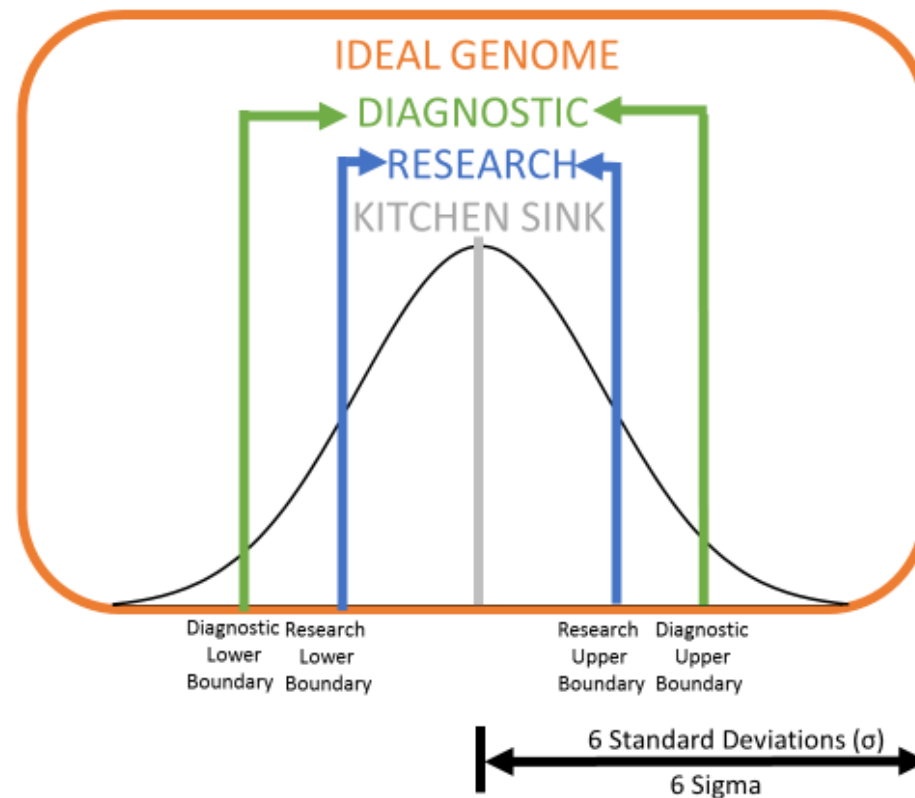 IDEAL GENOME
DIAGNOSTIC
RESEARCH
KITCHEN SINK
Diagnostic
Lower
Boundary
Research
Lower
Boundary
Research
Upper
Boundary
Diagnostic
Upper
Boundary
6 Standard Deviations (σ)
6 Sigma